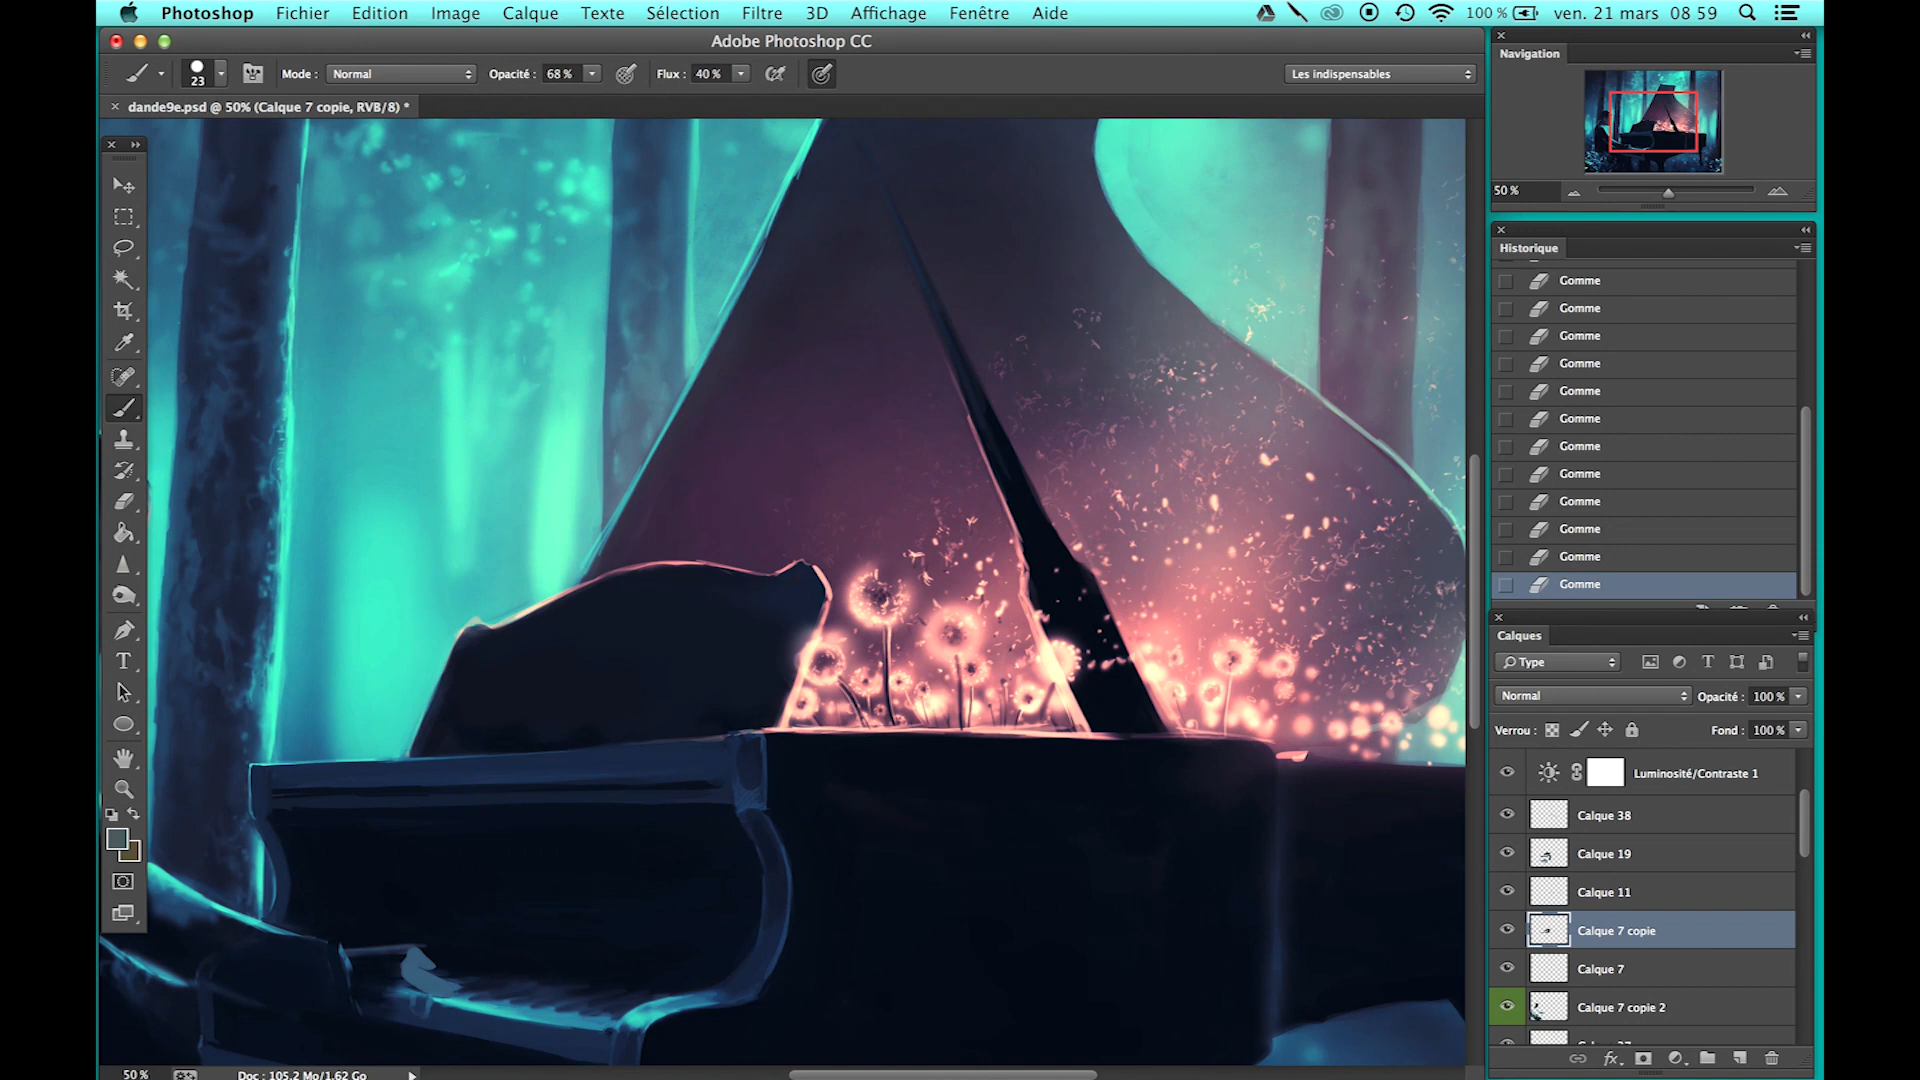 Photoshop Fichier Edition Image Calque Texte Sélection Filtre 3D Affichage Fenêtre Aide 100 % ven. 21 mars 08 59
Adobe Photoshop CC
23 Mode : Normal Opacité : 68 % Flux : 40 % Les indispensables
dande9e.psd @ 50% (Calque 7 copie, RVB/8) *
Navigation
50 %
Historique
Gomme
Gomme
Gomme
Gomme
Gomme
Gomme
Gomme
Gomme
Gomme
Gomme
Gomme
Gomme
Calques
Type
Normal Opacité : 100 %
Verrou : Fond : 100 %
Luminosité/Contraste 1
Calque 38
Calque 19
Calque 11
Calque 7 copie
Calque 7
Calque 7 copie 2
50 % Doc : 105,2 Mo/1,62 Go